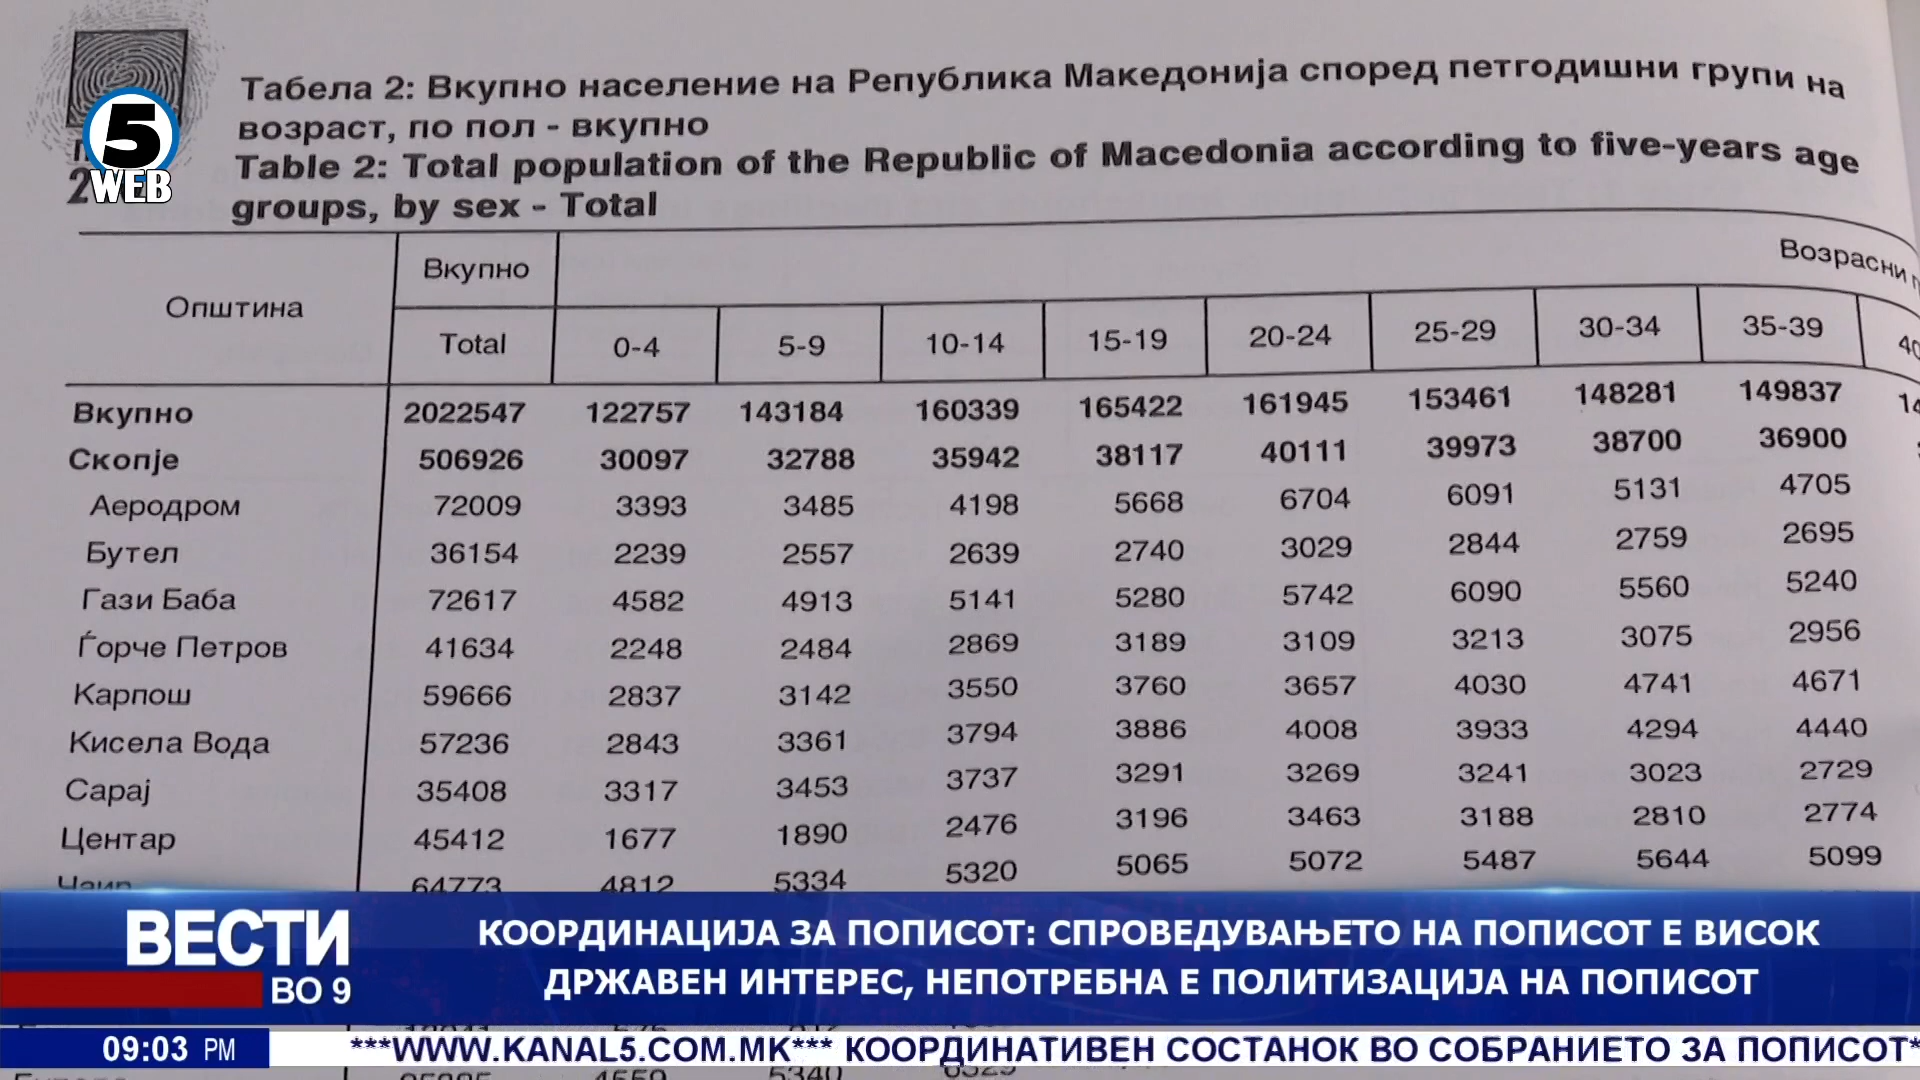 5
WEB
Табела 2: Вкупно население на Република Македонија според петгодишни групи на
возраст, по пол - вкупно
Table 2: Total population of the Republic of Macedonia according to five-years age
groups, by sex - Total
Општина Вкупно Возрасни
Total 0-4 5-9 10-14 15-19 20-24 25-29 30-34 35-39
Вкупно 2022547 122757 143184 160339 165422 161945 153461 148281 149837
Скопје 506926 30097 32788 35942 38117 40111 39973 38700 36900
Аеродром 72009 3393 3485 4198 5668 6704 6091 5131 4705
Бутел 36154 2239 2557 2639 2740 3029 2844 2759 2695
Гази Баба 72617 4582 4913 5141 5280 5742 6090 5560 5240
Ѓорче Петров 41634 2248 2484 2869 3189 3109 3213 3075 2956
Карпош 59666 2837 3142 3550 3760 3657 4030 4741 4671
Кисела Вода 57236 2843 3361 3794 3886 4008 3933 4294 4440
Сарај 35408 3317 3453 3737 3291 3269 3241 3023 2729
Центар 45412 1677 1890 2476 3196 3463 3188 2810 2774
Чаир 64773 4812 5334 5320 5065 5072 5487 5644 5099
ВЕСТИ
ВО 9
КООРДИНАЦИЈА ЗА ПОПИСОТ: СПРОВЕДУВАЊЕТО НА ПОПИСОТ Е ВИСОК
ДРЖАВЕН ИНТЕРЕС, НЕПОТРЕБНА Е ПОЛИТИЗАЦИЈА НА ПОПИСОТ
09:03 PM ***WWW.KANAL5.COM.MK*** КООРДИНАТИВЕН СОСТАНОК ВО СОБРАНИЕТО ЗА ПОПИСОТ*